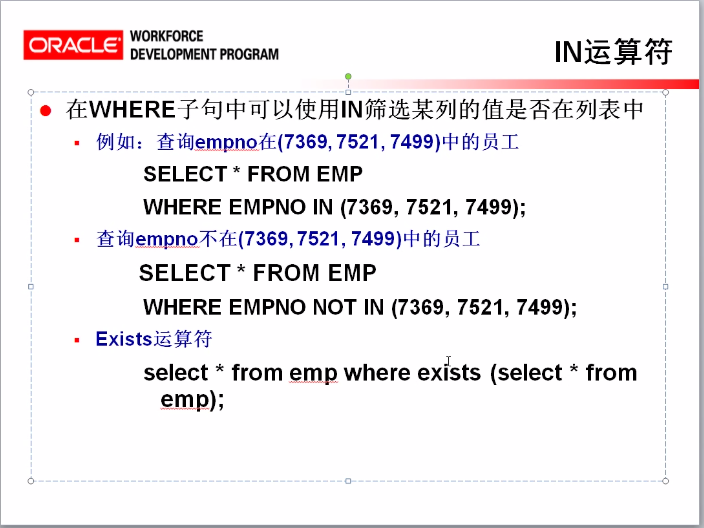 ORACLE
WORKFORCE
DEVELOPMENT PROGRAM
IN运算符
在WHERE子句中可以使用IN筛选某列的值是否在列表中
例如：查询empno在(7369, 7521, 7499)中的员工
SELECT * FROM EMP
WHERE EMPNO IN (7369, 7521, 7499);
查询empno不在(7369, 7521, 7499)中的员工
SELECT * FROM EMP
WHERE EMPNO NOT IN (7369, 7521, 7499);
Exists运算符
select * from emp where exists (select * from
emp);